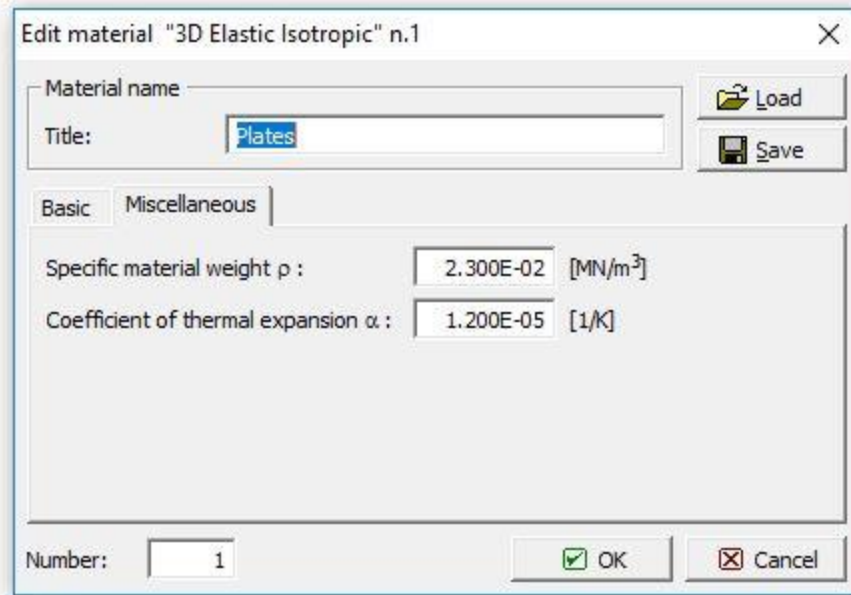 Edit material "3D Elastic Isotropic" n.1
Material name
Title: Plates
Load
Save
Basic Miscellaneous
Specific material weight ρ : 2.300E-02 [MN/m³]
Coefficient of thermal expansion α : 1.200E-05 [1/K]
Number: 1 OK Cancel